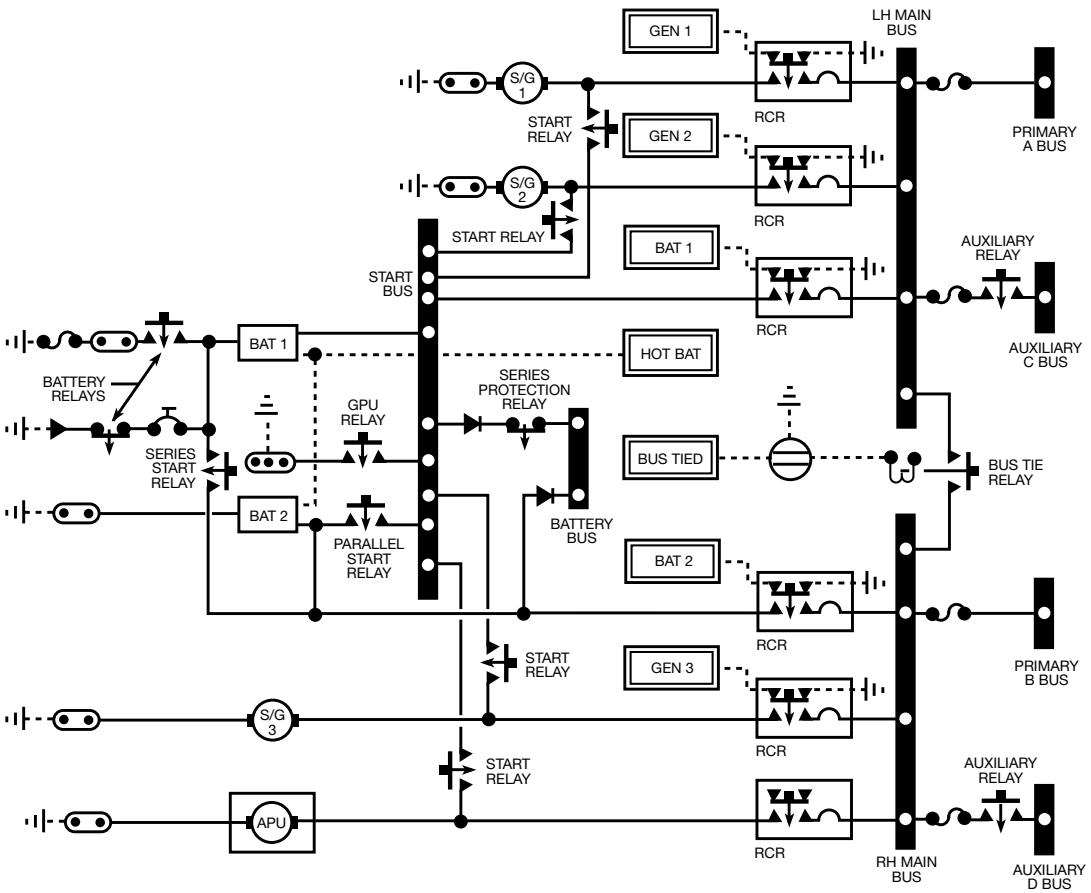 GEN 1
LH MAIN
BUS
S/G
1
START
RELAY
RCR
PRIMARY
A BUS
GEN 2
S/G
2
START RELAY
RCR
BAT 1
START
BUS
RCR
AUXILIARY
RELAY
AUXILIARY
C BUS
BAT 1
HOT BAT
BATTERY
RELAYS
SERIES
PROTECTION
RELAY
GPU
RELAY
SERIES
START
RELAY
BUS TIED
BUS TIE
RELAY
BAT 2
PARALLEL
START
RELAY
BATTERY
BUS
BAT 2
RCR
PRIMARY
B BUS
START
RELAY
GEN 3
S/G
3
RCR
START
RELAY
AUXILIARY
RELAY
APU
RCR
RH MAIN
BUS
AUXILIARY
D BUS